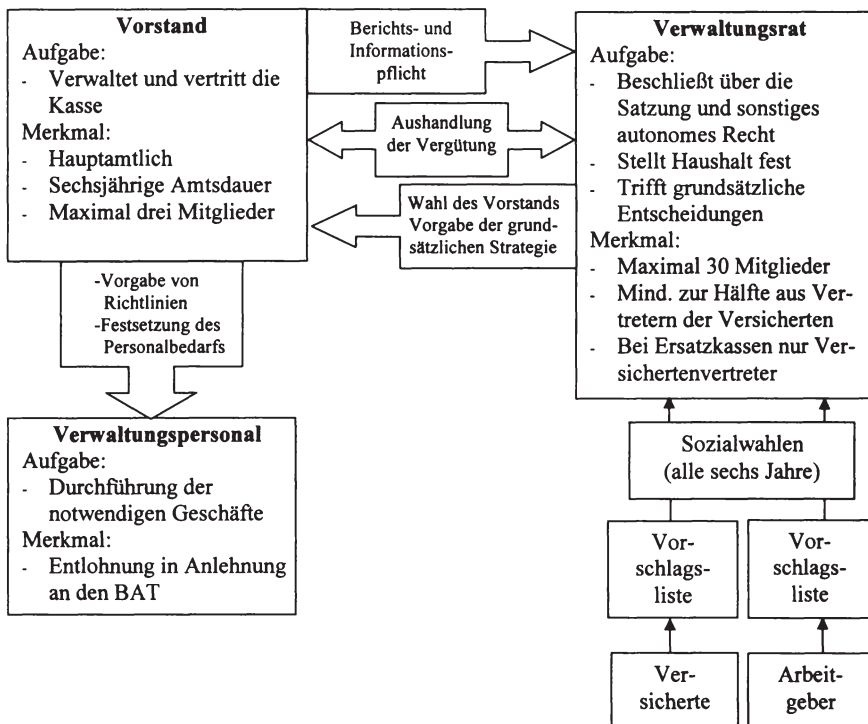 Vorstand
Aufgabe:
- Verwaltet und vertritt die
Kasse
Merkmal:
- Hauptamtlich
- Sechsjährige Amtsdauer
- Maximal drei Mitglieder
Berichts- und
Informations-
pflicht
Aushandlung
der Vergütung
Wahl des Vorstands
Vorgabe der grund-
sätzlichen Strategie
Verwaltungsrat
Aufgabe:
- Beschließt über die
Satzung und sonstiges
autonomes Recht
- Stellt Haushalt fest
- Trifft grundsätzliche
Entscheidungen
Merkmal:
- Maximal 30 Mitglieder
- Mind. zur Hälfte aus Ver-
tretern der Versicherten
- Bei Ersatzkassen nur Ver-
sichertenvertreter
-Vorgabe von
Richtlinien
-Festsetzung des
Personalbedarfs
Verwaltungspersonal
Aufgabe:
- Durchführung der
notwendigen Geschäfte
Merkmal:
- Entlohnung in Anlehnung
an den BAT
Sozialwahlen
(alle sechs Jahre)
Vor-
schlags-
liste
Vor-
schlags-
liste
Ver-
sicherte
Arbeit-
geber